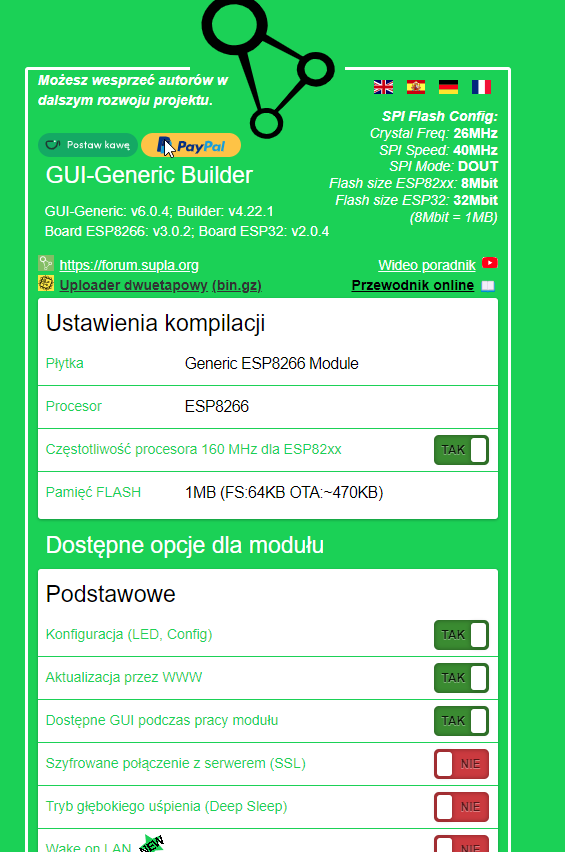 Możesz wesprzeć autorów w
dalszym rozwoju projektu.
Postaw kawę
PayPal
GUI-Generic Builder
GUI-Generic: v6.0.4; Builder: v4.22.1
Board ESP8266: v3.0.2; Board ESP32: v2.0.4
SPI Flash Config:
Crystal Freq: 26MHz
SPI Speed: 40MHz
SPI Mode: DOUT
Flash size ESP82xx: 8Mbit
Flash size ESP32: 32Mbit
(8Mbit = 1MB)
https://forum.supla.org
Wideo poradnik
Uploader dwuetapowy (bin.gz)
Przewodnik online
Ustawienia kompilacji
Płytka Generic ESP8266 Module
Procesor ESP8266
Częstotliwość procesora 160 MHz dla ESP82xx TAK
Pamięć FLASH 1MB (FS:64KB OTA:~470KB)
Dostępne opcje dla modułu
Podstawowe
Konfiguracja (LED, Config) TAK
Aktualizacja przez WWW TAK
Dostępne GUI podczas pracy modułu TAK
Szyfrowane połączenie z serwerem (SSL) NIE
Tryb głębokiego uśpienia (Deep Sleep) NIE
Wake on LAN NEW NIE